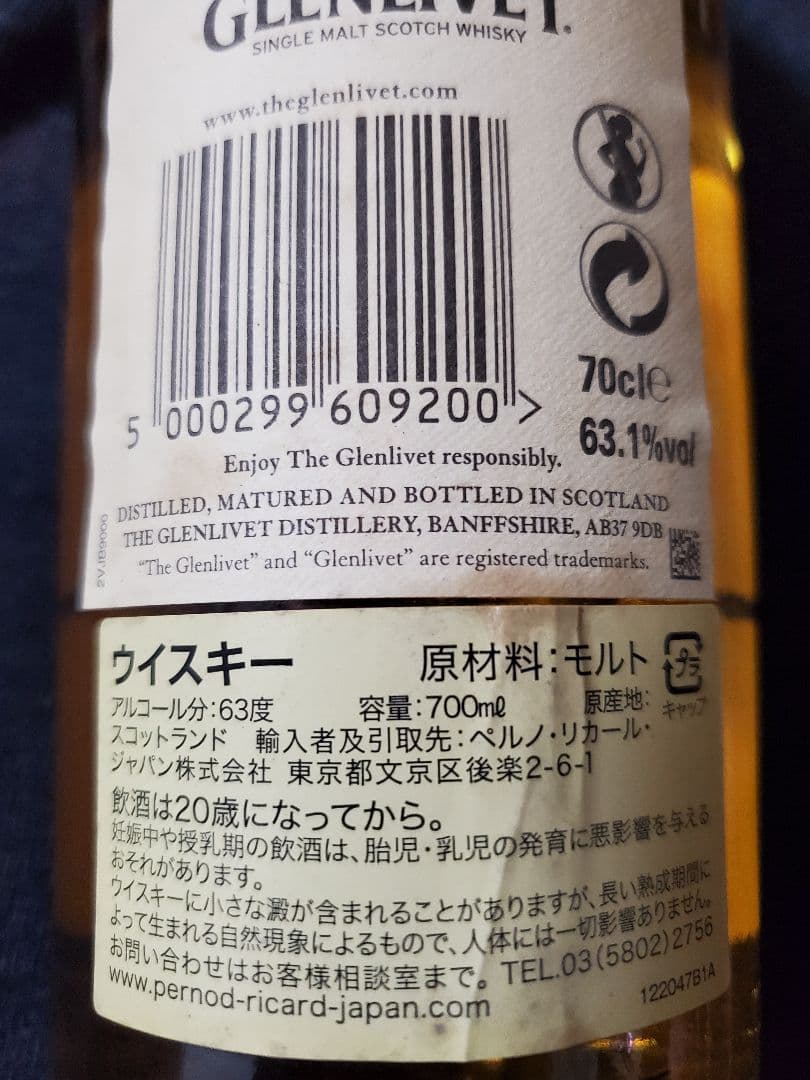 GLENLIVET®
SINGLE MALT SCOTCH WHISKY
www.theglenlivet.com
5 000299 609200 >
70cl e
63.1%vol
Enjoy The Glenlivet responsibly.
DISTILLED, MATURED AND BOTTLED IN SCOTLAND
THE GLENLIVET DISTILLERY, BANFFSHIRE, AB37 9DB
“The Glenlivet” and “Glenlivet” are registered trademarks.
ウイスキー 原材料:モルト プラ
アルコール分:63度 容量:700mℓ 原産地: キャップ
スコットランド 輸入者及引取先:ペルノ・リカール・
ジャパン株式会社 東京都文京区後楽2-6-1
飲酒は20歳になってから。
妊娠中や授乳期の飲酒は、胎児・乳児の発育に悪影響を与える
おそれがあります。
ウイスキーに小さな澱が含まれることがありますが、長い熟成期間に
よって生まれる自然現象によるもので、人体には一切影響ありません。
お問い合わせはお客様相談室まで。 TEL.03(5802)2756
www.pernod-ricard-japan.com
12204781A